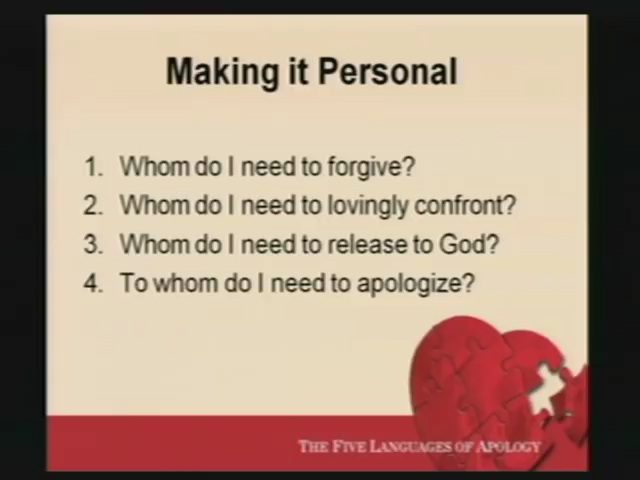 Making it Personal
1. Whom do I need to forgive?
2. Whom do I need to lovingly confront?
3. Whom do I need to release to God?
4. To whom do I need to apologize?
THE FIVE LANGUAGES OF APOLOGY